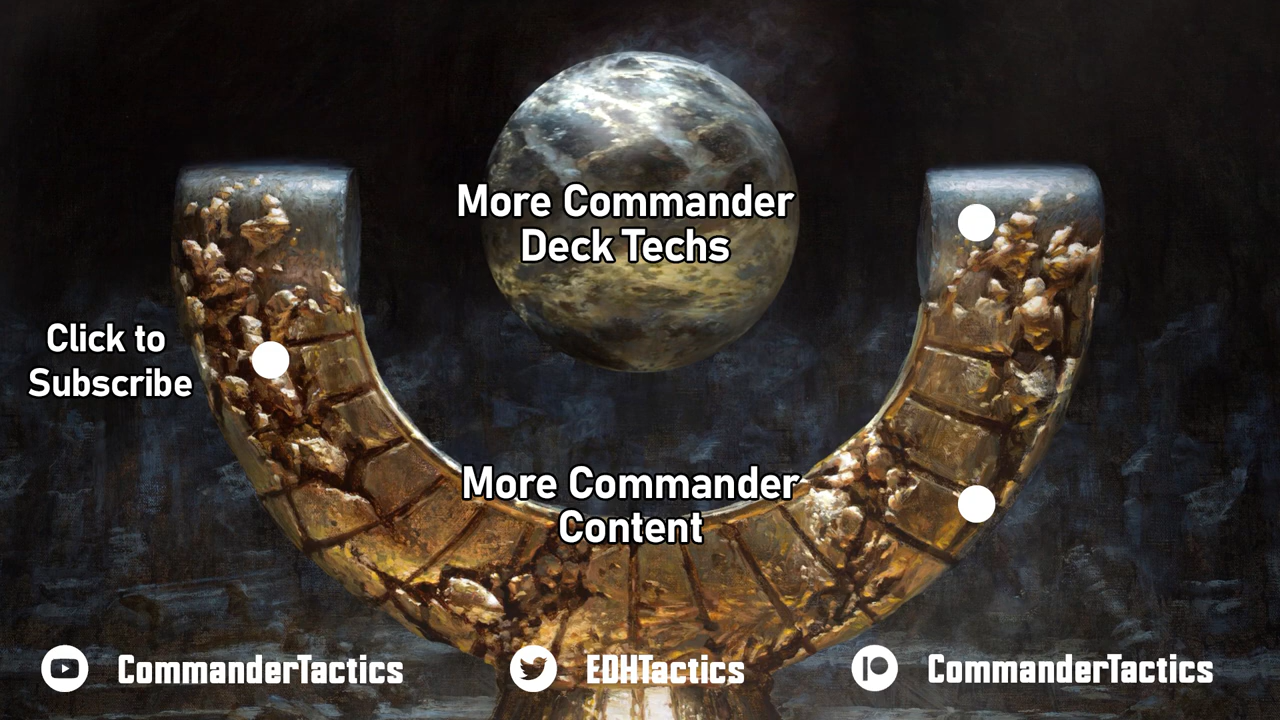 More Commander
Deck Techs
Click to
Subscribe
More Commander
Content
CommanderTactics
EDHTactics
CommanderTactics